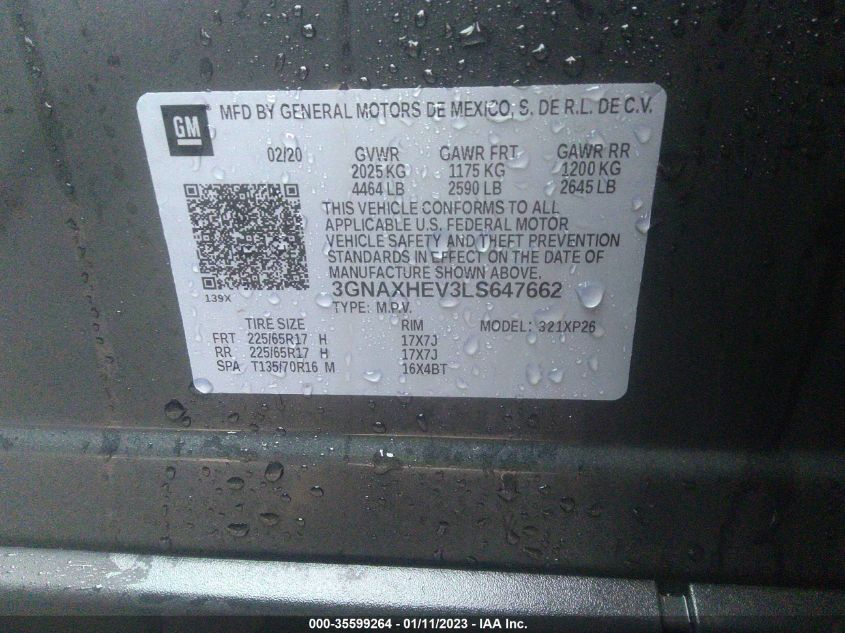 GM MFD BY GENERAL MOTORS DE MEXICO, S. DE R.L. DE C.V.
02/20 GVWR GAWR FRT GAWR RR
2025 KG 1175 KG 1200 KG
4464 LB 2590 LB 2645 LB
THIS VEHICLE CONFORMS TO ALL
APPLICABLE U.S. FEDERAL MOTOR
VEHICLE SAFETY AND THEFT PREVENTION
STANDARDS IN EFFECT ON THE DATE OF
MANUFACTURE SHOWN ABOVE.
3GNAXHEV3LS647662
139X
TYPE: M.P.V.
TIRE SIZE RIM MODEL: 321XP26
FRT 225/65R17 H 17X7J
RR 225/65R17 H 17X7J
SPA T135/70R16 M 16X4BT
000-35599264 - 01/11/2023 - IAA Inc.